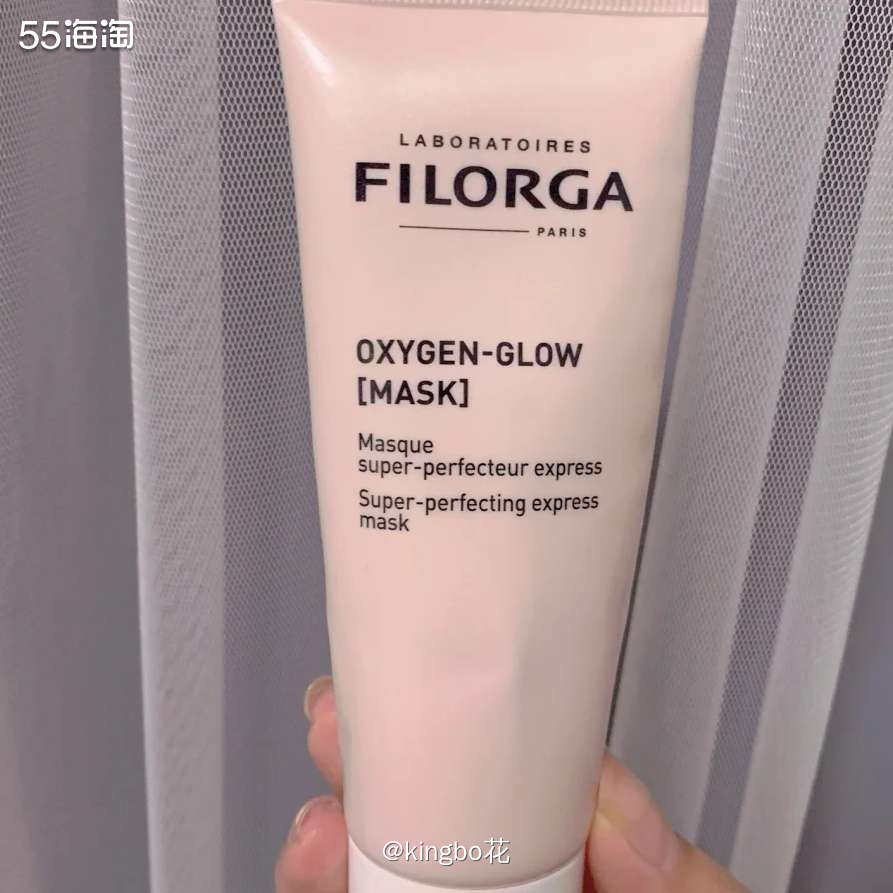 55海淘
LABORATOIRES
FILORGA
PARIS
OXYGEN-GLOW
[MASK]
Masque
super-perfecteur express
Super-perfecting express
mask
@kingbo花